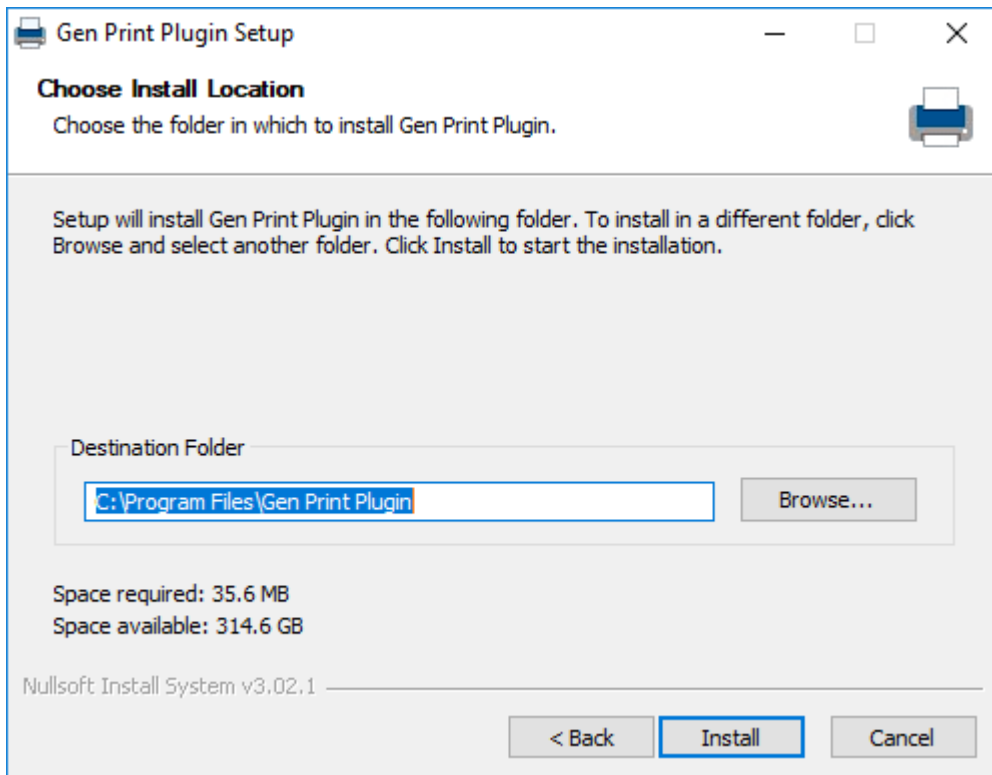 Gen Print Plugin Setup
Choose Install Location
Choose the folder in which to install Gen Print Plugin.
Setup will install Gen Print Plugin in the following folder. To install in a different folder, click
Browse and select another folder. Click Install to start the installation.
Destination Folder
C:\Program Files\Gen Print Plugin
Browse...
Space required: 35.6 MB
Space available: 314.6 GB
Nullsoft Install System v3.02.1
< Back
Install
Cancel